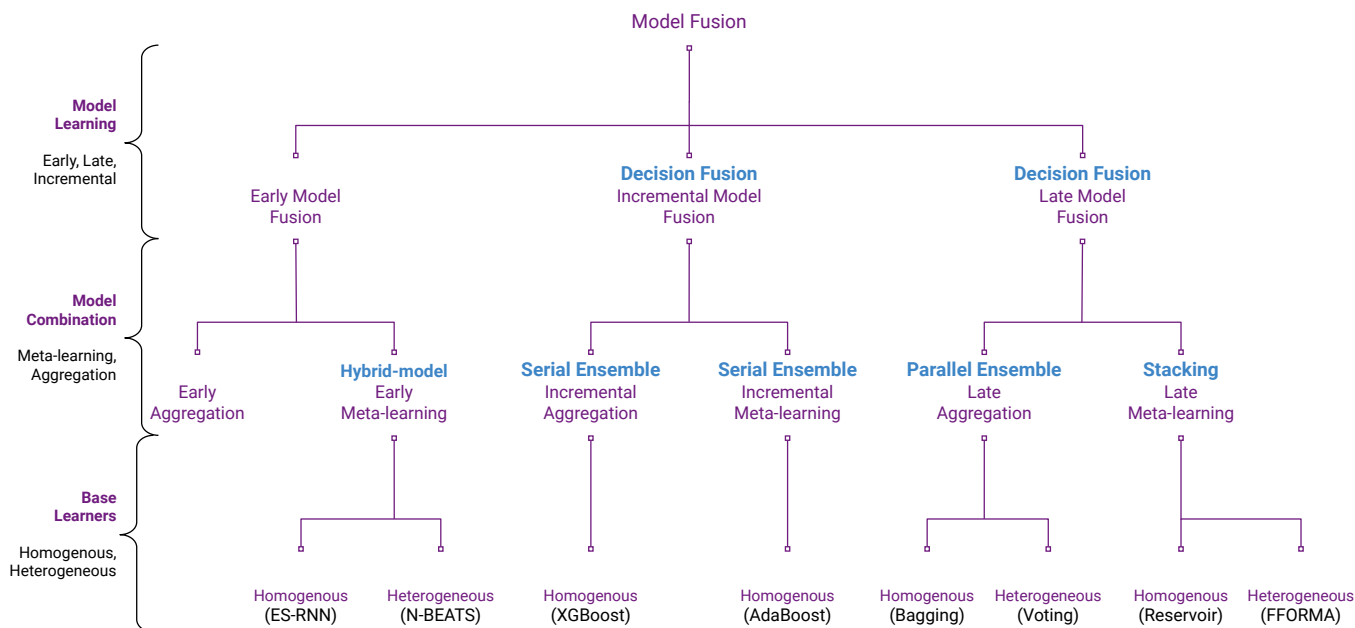 Model Fusion
Model
Learning
Early, Late,
Incremental
Early Model
Fusion
Decision Fusion
Incremental Model
Fusion
Decision Fusion
Late Model
Fusion
Model
Combination
Meta-learning,
Aggregation
Early
Aggregation
Hybrid-model
Early
Meta-learning
Serial Ensemble
Incremental
Aggregation
Serial Ensemble
Incremental
Meta-learning
Parallel Ensemble
Late
Aggregation
Stacking
Late
Meta-learning
Base
Learners
Homogenous,
Heterogeneous
Homogenous
(ES-RNN)
Heterogeneous
(N-BEATS)
Homogenous
(XGBoost)
Homogenous
(AdaBoost)
Homogenous
(Bagging)
Heterogeneous
(Voting)
Homogenous
(Reservoir)
Heterogeneous
(FFORMA)